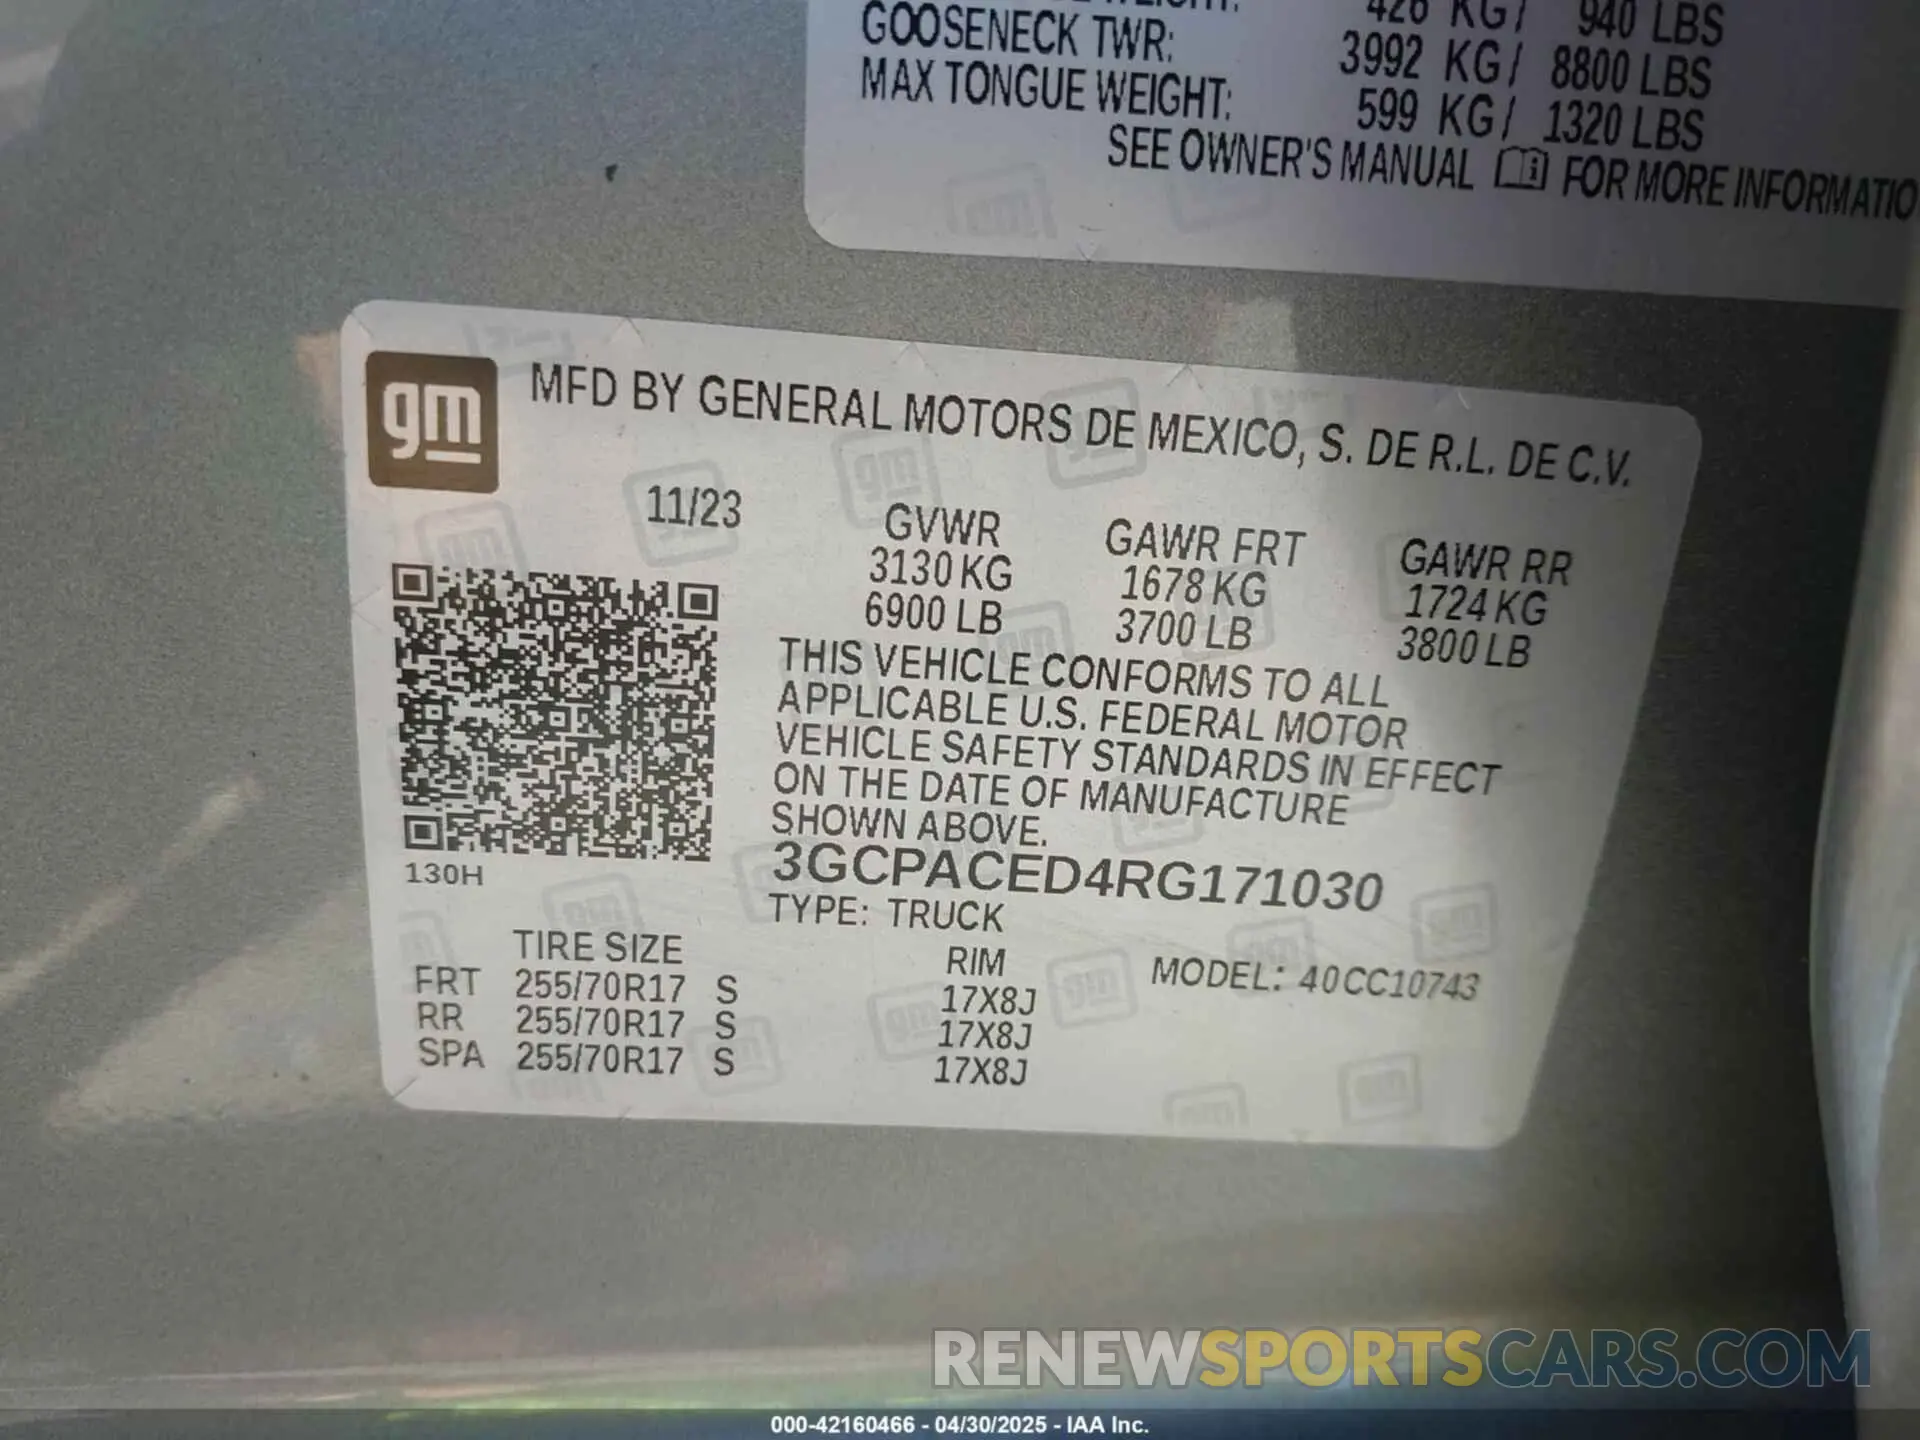 426 KG / 940 LBS
GOOSENECK TWR: 3992 KG / 8800 LBS
MAX TONGUE WEIGHT: 599 KG / 1320 LBS
SEE OWNER'S MANUAL FOR MORE INFORMATIO
gm MFD BY GENERAL MOTORS DE MEXICO, S. DE R.L. DE C.V.
11/23 GVWR GAWR FRT GAWR RR
3130 KG 1678 KG 1724 KG
6900 LB 3700 LB 3800 LB
THIS VEHICLE CONFORMS TO ALL
APPLICABLE U.S. FEDERAL MOTOR
VEHICLE SAFETY STANDARDS IN EFFECT
ON THE DATE OF MANUFACTURE
SHOWN ABOVE.
3GCPACED4RG171030
130H
TYPE: TRUCK
TIRE SIZE RIM MODEL: 40CC10743
FRT 255/70R17 S 17X8J
RR 255/70R17 S 17X8J
SPA 255/70R17 S 17X8J
RENEWSPORTSCARS.COM
000-42160466 - 04/30/2025 - IAA Inc.